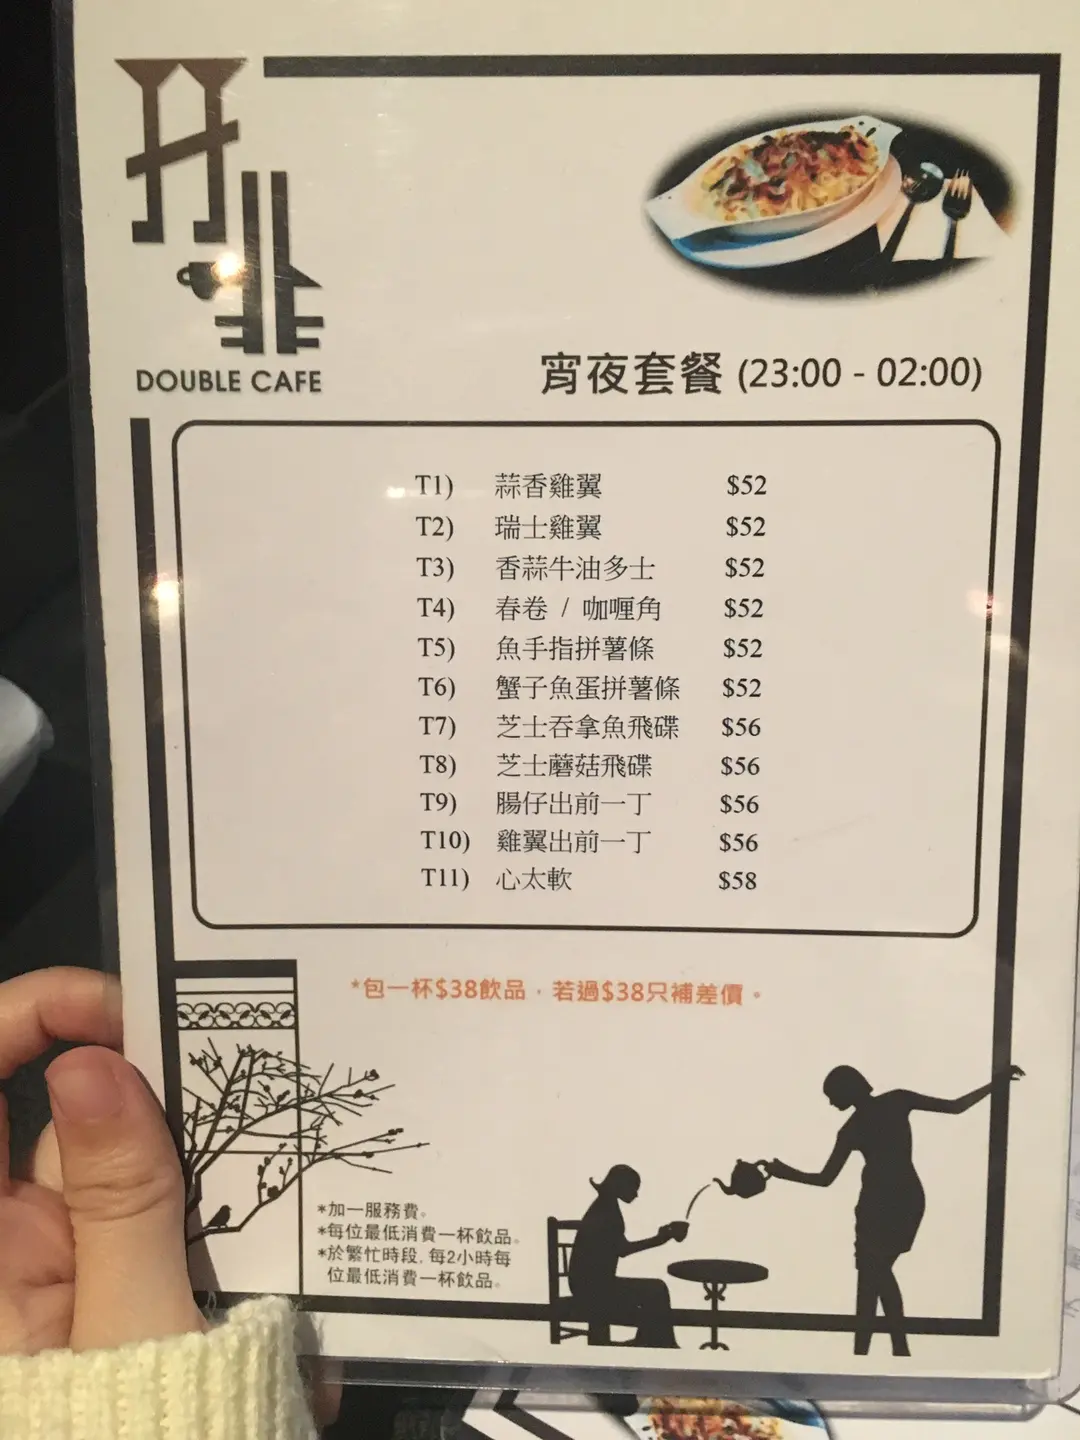 DOUBLE CAFE
宵夜套餐 (23:00 - 02:00)
T1) 蒜香雞翼 $52
T2) 瑞士雞翼 $52
T3) 香蒜牛油多士 $52
T4) 春卷 / 咖喱角 $52
T5) 魚手指拼薯條 $52
T6) 蟹子魚蛋拼薯條 $52
T7) 芝士吞拿魚飛碟 $56
T8) 芝士蘑菇飛碟 $56
T9) 腸仔出前一丁 $56
T10) 雞翼出前一丁 $56
T11) 心太軟 $58
*包一杯$38飲品，若過$38只補差價。
*加一服務費。
*每位最低消費一杯飲品。
*於繁忙時段, 每2小時每
位最低消費一杯飲品。